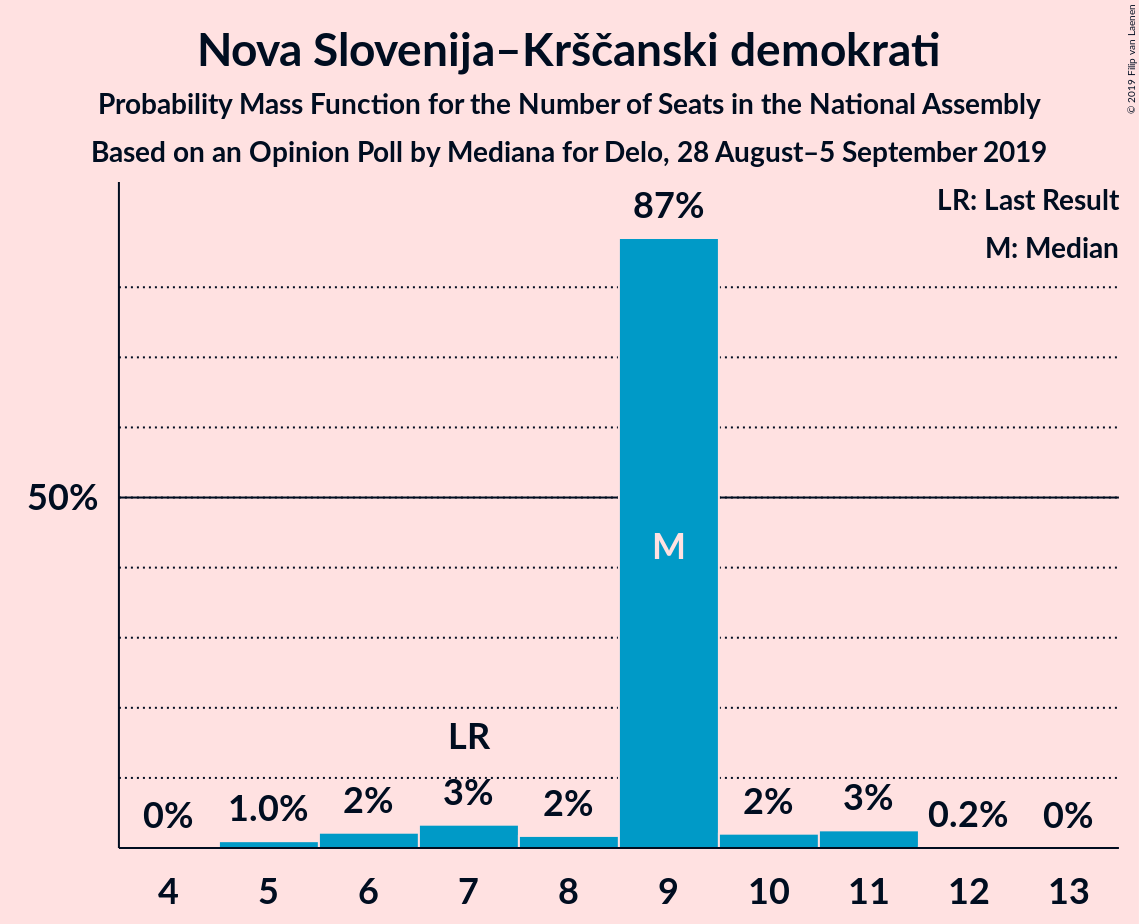 Nova Slovenija–Krščanski demokrati
Probability Mass Function for the Number of Seats in the National Assembly
Based on an Opinion Poll by Mediana for Delo, 28 August–5 September 2019
© 2019 Filip van Laenen
LR: Last Result
M: Median
87%
50%
M
LR
0%
1.0%
2%
3%
2%
2%
3%
0.2%
0%
4
5
6
7
8
9
10
11
12
13